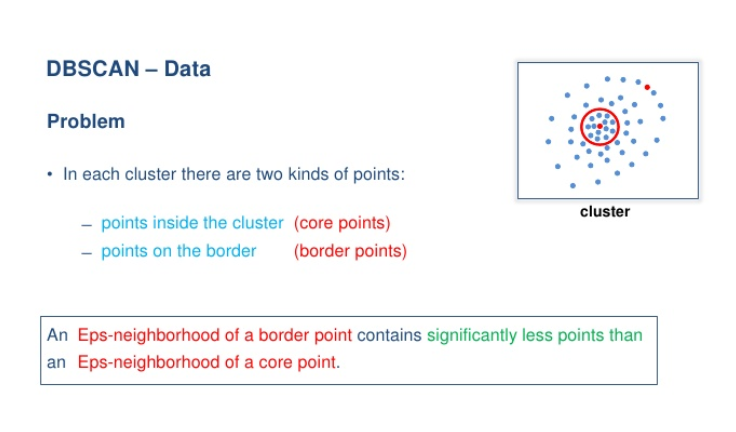 DBSCAN – Data
Problem
• In each cluster there are two kinds of points:
– points inside the cluster (core points)
– points on the border (border points)
cluster
An Eps-neighborhood of a border point contains significantly less points than
an Eps-neighborhood of a core point.